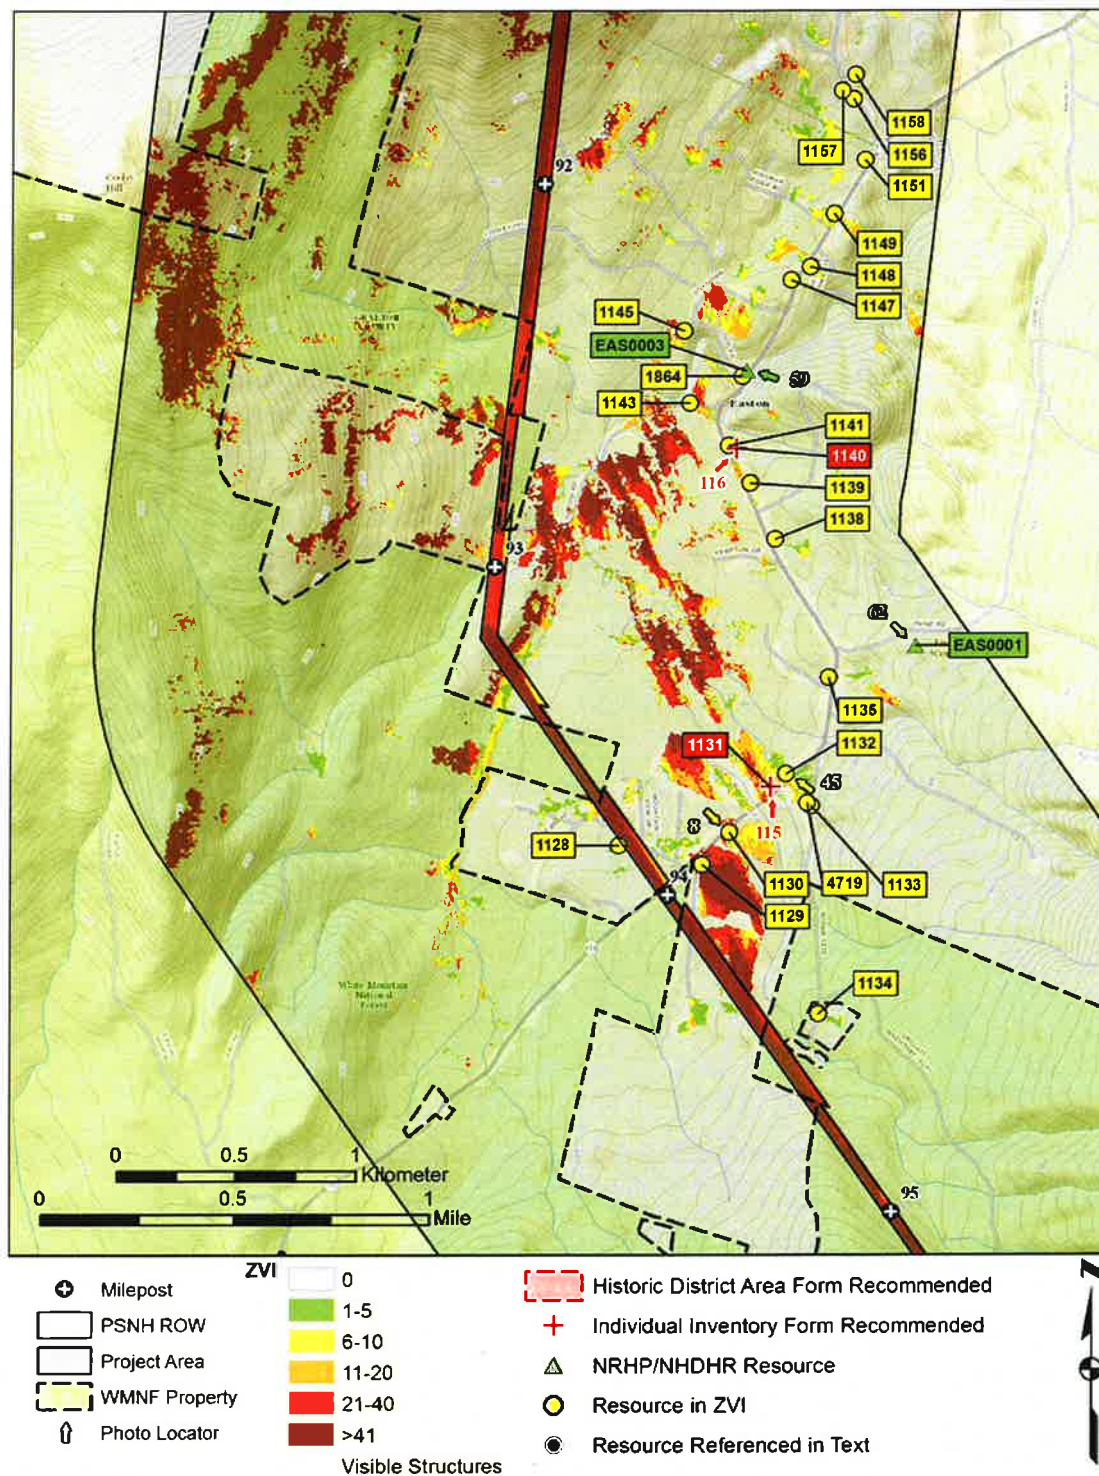 92
1158
1157
1156
1151
1149
1148
1147
1145
EAS0003
1864
59
1143
Easton
1141
1140
116
1139
1138
93
62
EAS0001
1135
1131
1132
45
8
115
1128
94
1130
4719
1133
1129
1134
White Mountain
National
Forest
95
0 0.5 1
Kilometer
0 0.5 1
Mile
Milepost
PSNH ROW
Project Area
WMNF Property
Photo Locator
ZVI
0
1-5
6-10
11-20
21-40
>41
Visible Structures
Historic District Area Form Recommended
Individual Inventory Form Recommended
NRHP/NHDHR Resource
Resource in ZVI
Resource Referenced in Text
Z